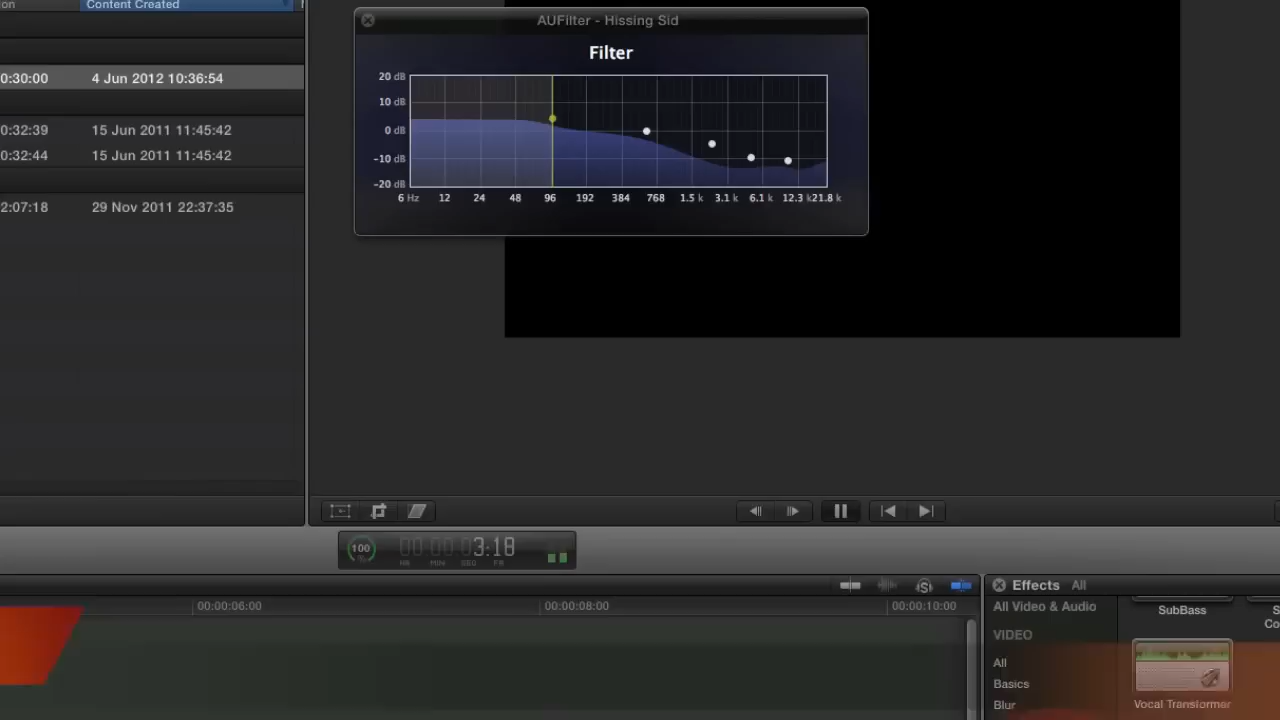 Content Created
AUFilter - Hissing Sid
Filter
20 dB
10 dB
0 dB
-10 dB
-20 dB
6 Hz 12 24 48 96 192 384 768 1.5 k 3.1 k 6.1 k 12.3 k 21.8 k
0:30:00 4 Jun 2012 10:36:54
0:32:39 15 Jun 2011 11:45:42
0:32:44 15 Jun 2011 11:45:42
2:07:18 29 Nov 2011 22:37:35
100 %
3:18
HR MIN SEC FR
00:00:06:00 00:00:08:00 00:00:10:00
Effects All
All Video & Audio
VIDEO
All
Basics
Blur
SubBass
Vocal Transformer